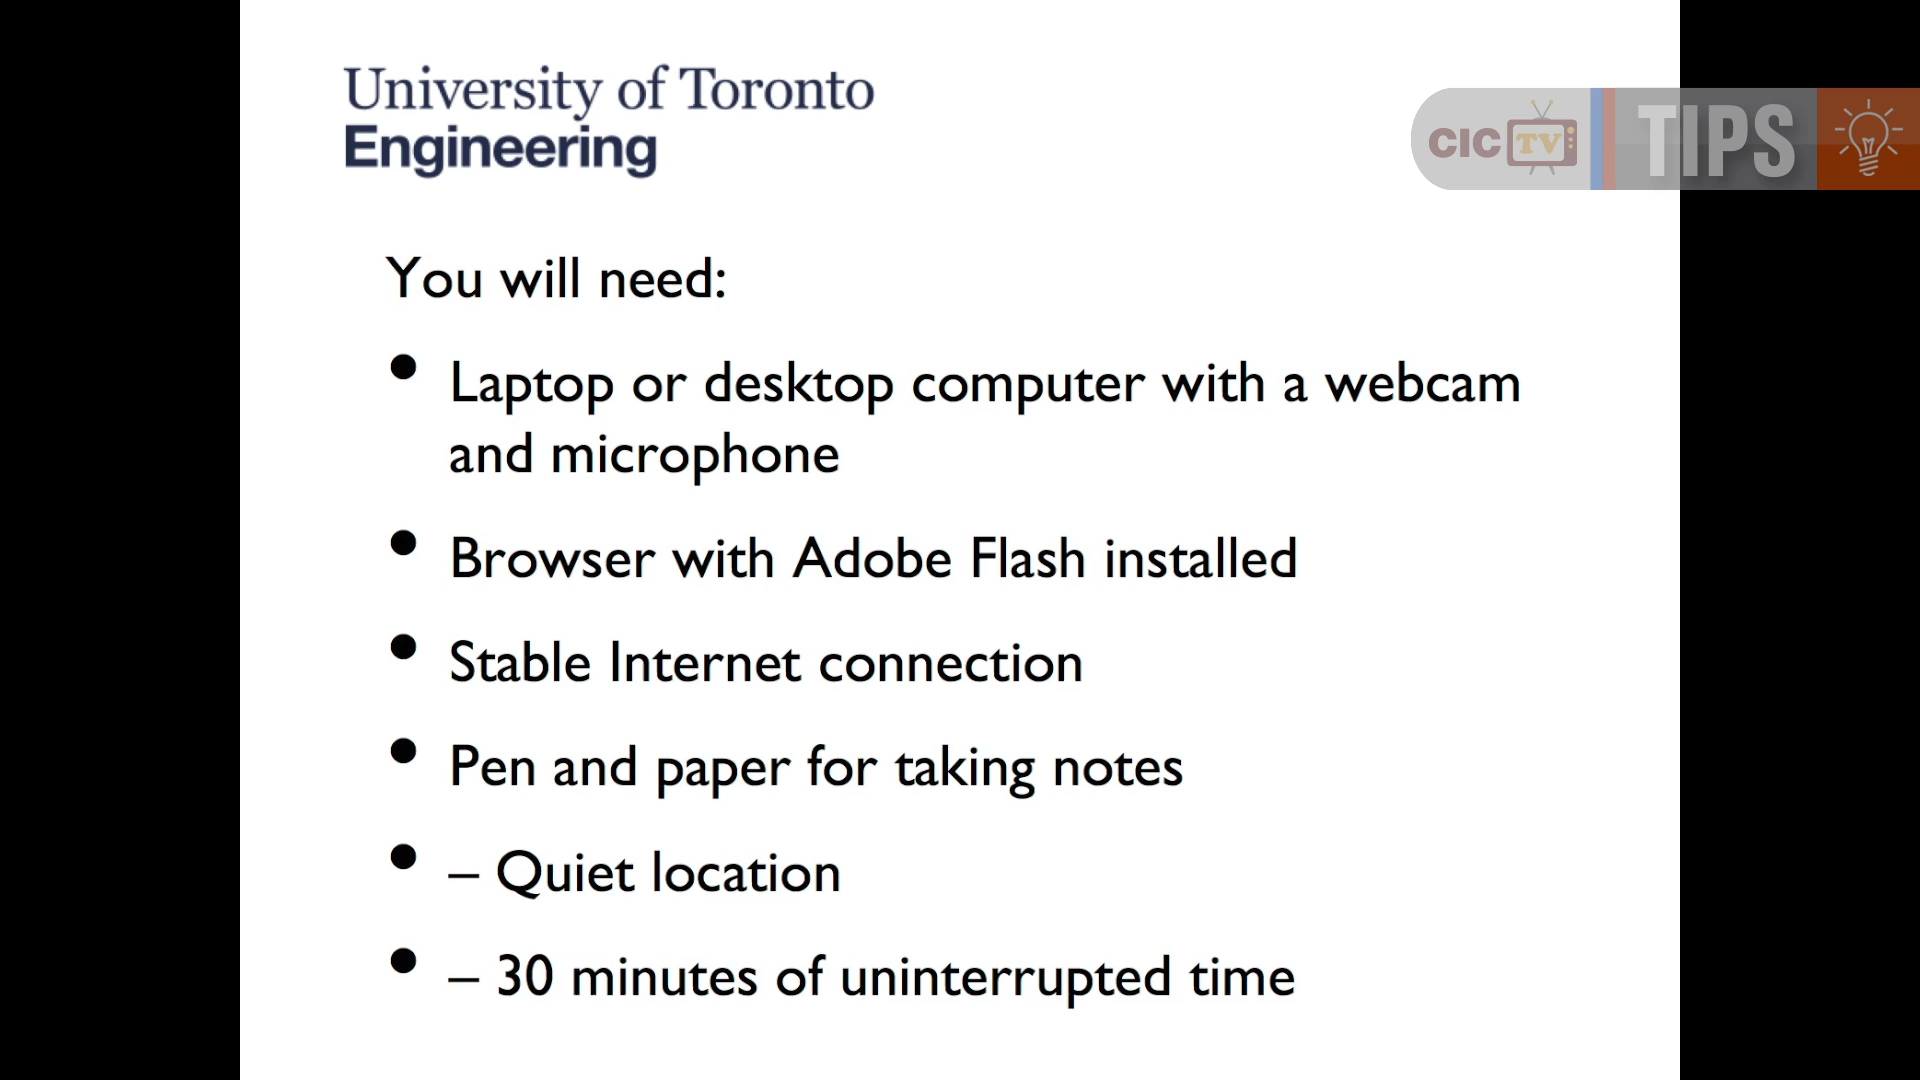 University of Toronto
Engineering
CIC TV TIPS
You will need:
• Laptop or desktop computer with a webcam
and microphone
• Browser with Adobe Flash installed
• Stable Internet connection
• Pen and paper for taking notes
• – Quiet location
• – 30 minutes of uninterrupted time